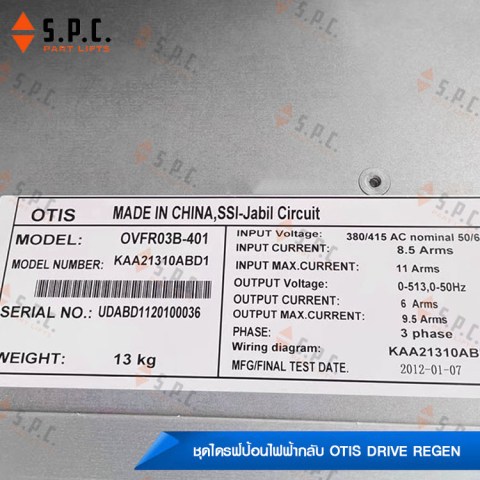 S.P.C.
PART LIFTS
OTIS MADE IN CHINA,SSI-Jabil Circuit
MODEL: OVFR03B-401
MODEL NUMBER: KAA21310ABD1
SERIAL NO.: UDABD1120100036
WEIGHT: 13 kg
INPUT Voltage: 380/415 AC nominal 50/6
INPUT CURRENT: 8.5 Arms
INPUT MAX.CURRENT: 11 Arms
OUTPUT Voltage: 0-513,0-50Hz
OUTPUT CURRENT: 6 Arms
OUTPUT MAX.CURRENT: 9.5 Arms
PHASE: 3 phase
Wiring diagram: KAA21310AB
MFG/FINAL TEST DATE. 2012-01-07
ชุดไดรฟป้อนไฟฟ้ากลับ OTIS DRIVE REGEN